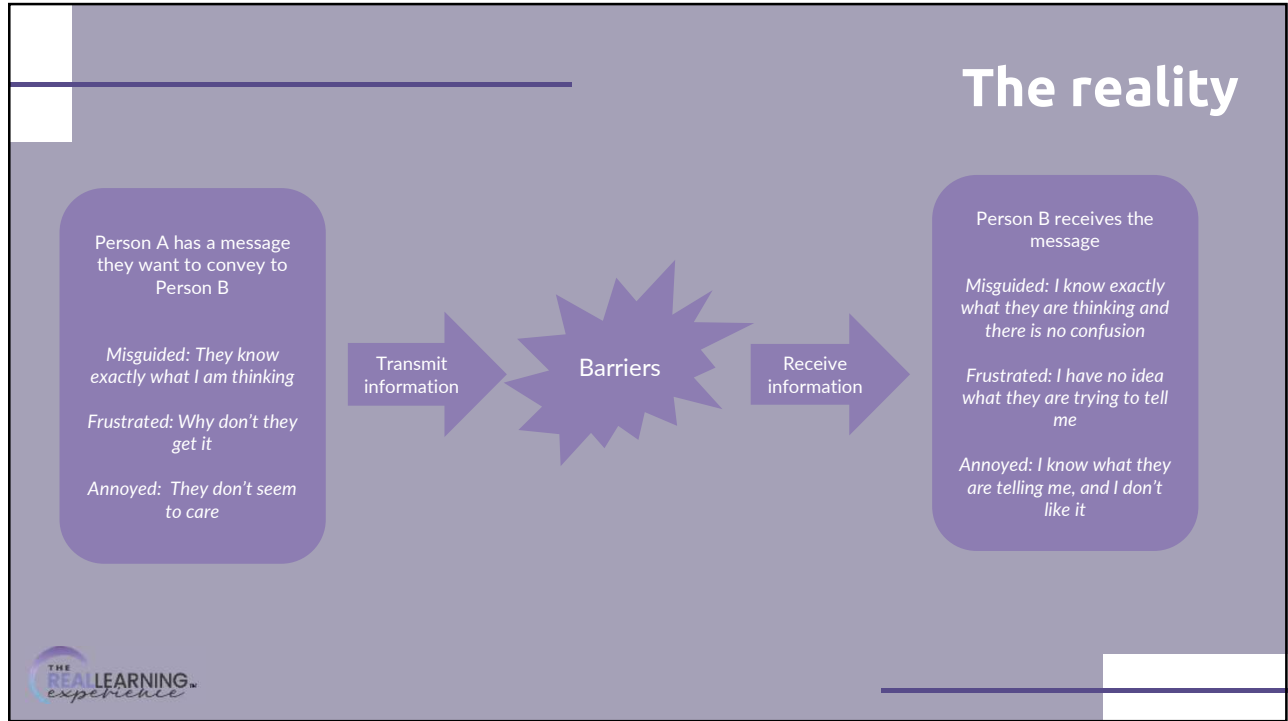 The reality
Person A has a message
they want to convey to
Person B
Misguided: They know
exactly what I am thinking
Frustrated: Why don’t they
get it
Annoyed:  They don’t seem
to care
Transmit
information
Barriers
Receive
information
Person B receives the
message
Misguided: I know exactly
what they are thinking and
there is no confusion
Frustrated: I have no idea
what they are trying to tell
me
Annoyed: I know what they
are telling me, and I don’t
like it
THE
REALLEARNING™
experience